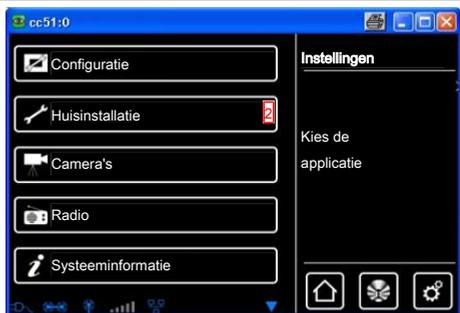 cc51:0
Configuratie
Huisinstallatie
2
Camera's
Radio
Systeeminformatie
Instellingen
Kies de
applicatie